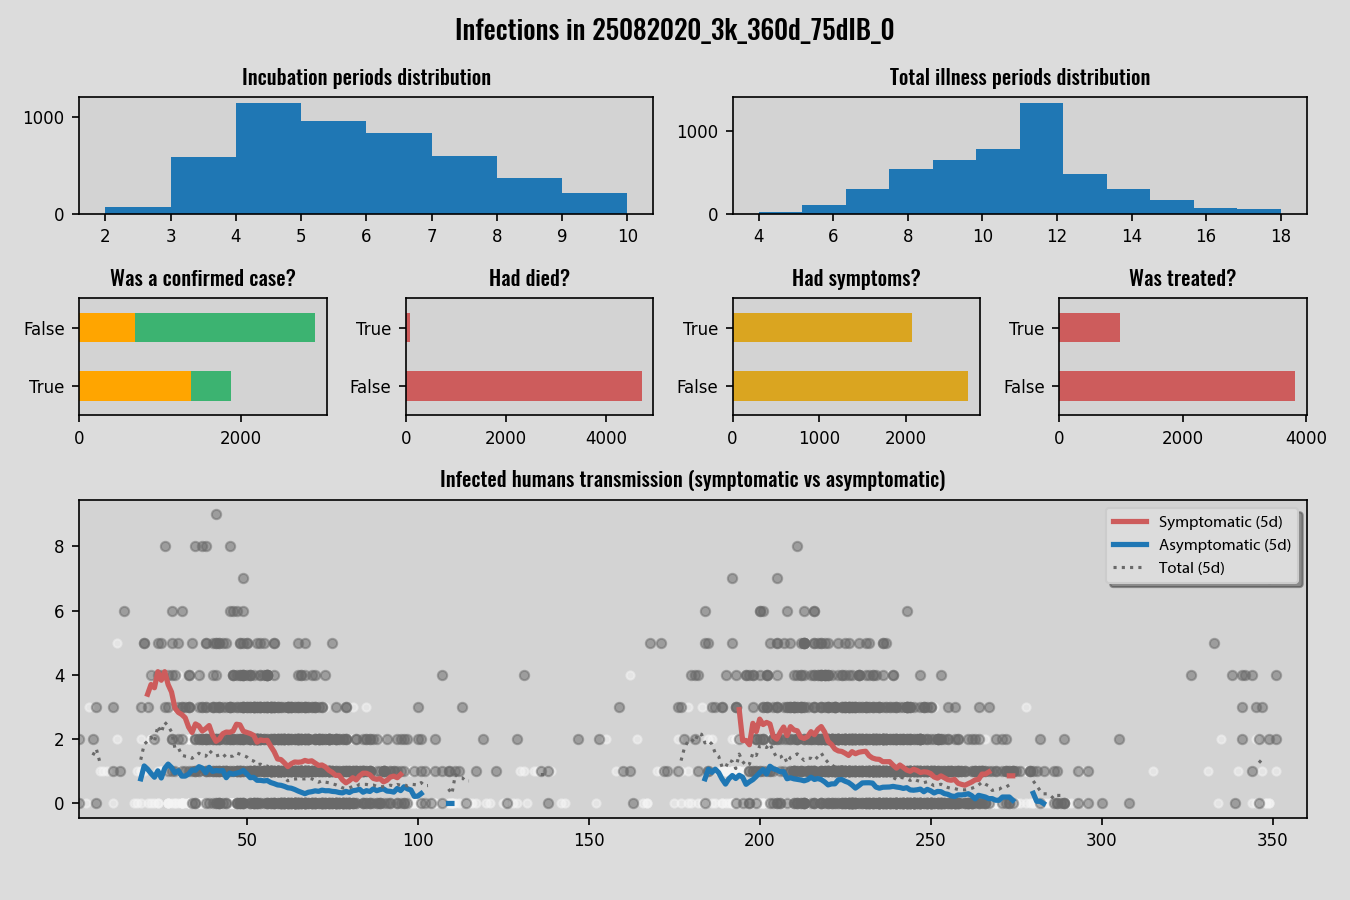 Infections in 25082020_3k_360d_75dIB_0
Incubation periods distribution
Total illness periods distribution
1000
0
2 3 4 5 6 7 8 9 10
1000
0
4 6 8 10 12 14 16 18
Was a confirmed case?
Had died?
Had symptoms?
Was treated?
False
True
0 2000
True
False
0 2000 4000
True
False
0 1000 2000
True
False
0 2000 4000
Infected humans transmission (symptomatic vs asymptomatic)
Symptomatic (5d)
Asymptomatic (5d)
Total (5d)
8
6
4
2
0
50 100 150 200 250 300 350